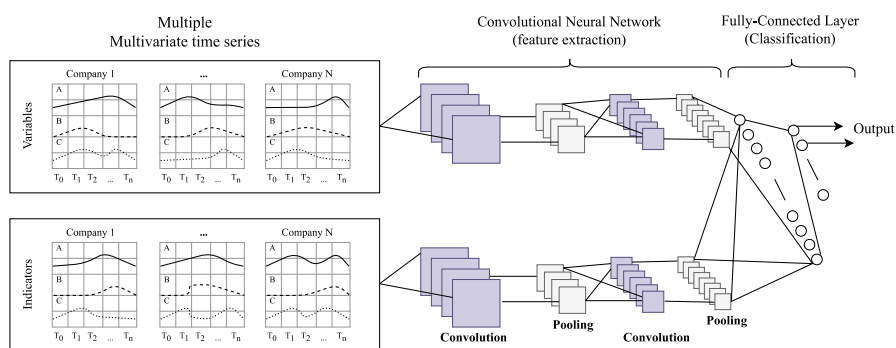 Multiple
Multivariate time series
Convolutional Neural Network
(feature extraction)
Fully-Connected Layer
(Classification)
Variables
Company 1
...
Company N
A
B
C
A
B
C
A
B
C
T0 T1 T2 ... Tn
T0 T1 T2 ... Tn
T0 T1 T2 ... Tn
Output
Indicators
Company 1
...
Company N
A
B
C
A
B
C
A
B
C
T0 T1 T2 ... Tn
T0 T1 T2 ... Tn
T0 T1 T2 ... Tn
Convolution
Pooling
Convolution
Pooling